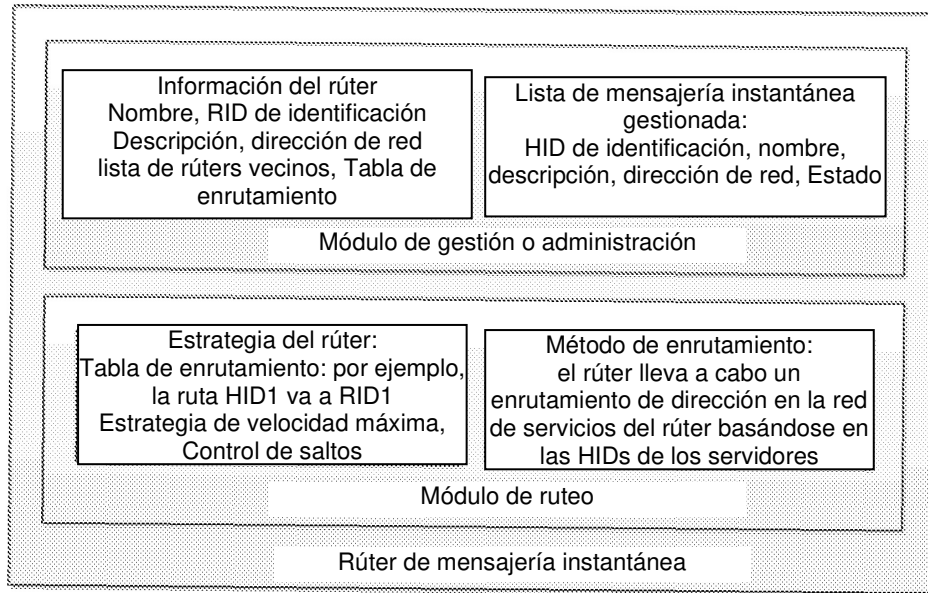 Información del rúter
Nombre, RID de identificación
Descripción, dirección de red
lista de rúters vecinos, Tabla de
enrutamiento
Lista de mensajería instantánea
gestionada:
HID de identificación, nombre,
descripción, dirección de red, Estado
Módulo de gestión o administración
Estrategia del rúter:
Tabla de enrutamiento: por ejemplo,
la ruta HID1 va a RID1
Estrategia de velocidad máxima,
Control de saltos
Método de enrutamiento:
el rúter lleva a cabo un
enrutamiento de dirección en la red
de servicios del rúter basándose en
las HIDs de los servidores
Módulo de ruteo
Rúter de mensajería instantánea